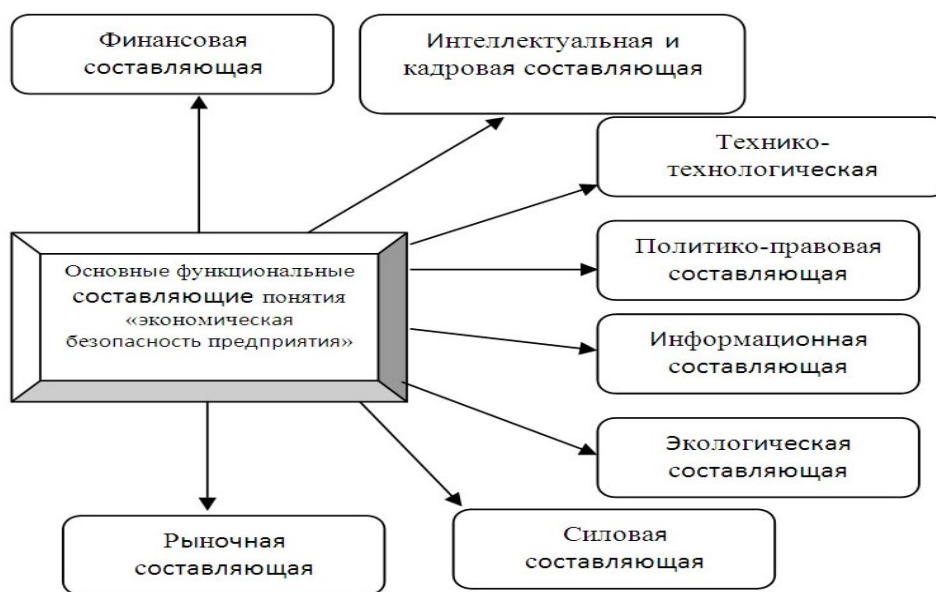 Финансовая
составляющая
Интеллектуальная и
кадровая составляющая
Технико-
технологическая
Основные функциональные
составляющие понятия
«экономическая
безопасность предприятия»
Политико-правовая
составляющая
Информационная
составляющая
Экологическая
составляющая
Рыночная
составляющая
Силовая
составляющая